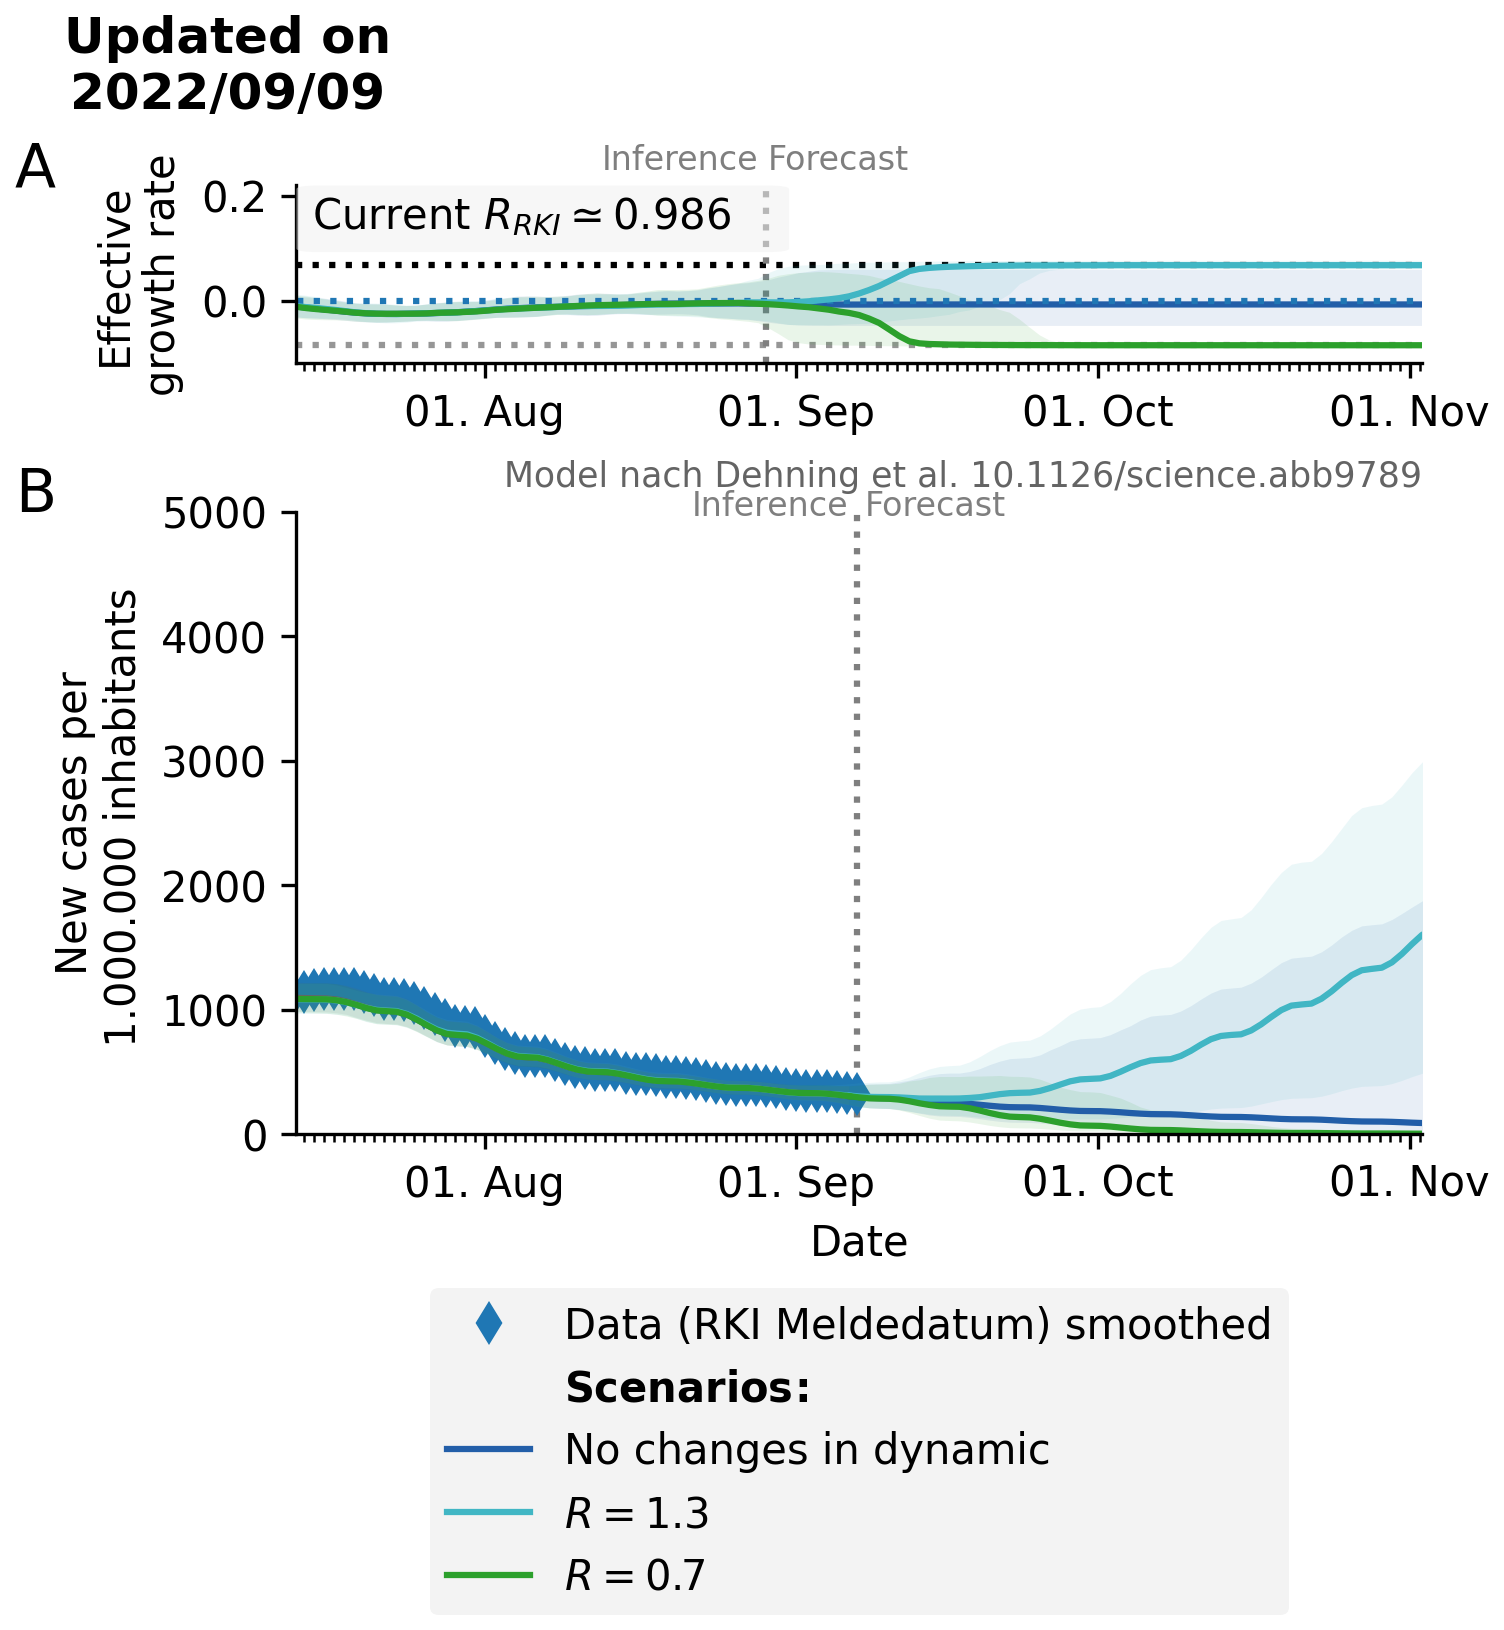 Updated on
2022/09/09
A
Inference Forecast
Effective
growth rate
0.2
0.0
Current R_RKI ≃ 0.986
01. Aug 01. Sep 01. Oct 01. Nov
B
Model nach Dehning et al. 10.1126/science.abb9789
Inference Forecast
New cases per
1.000.000 inhabitants
5000
4000
3000
2000
1000
0
01. Aug 01. Sep 01. Oct 01. Nov
Date
Data (RKI Meldedatum) smoothed
Scenarios:
No changes in dynamic
R = 1.3
R = 0.7